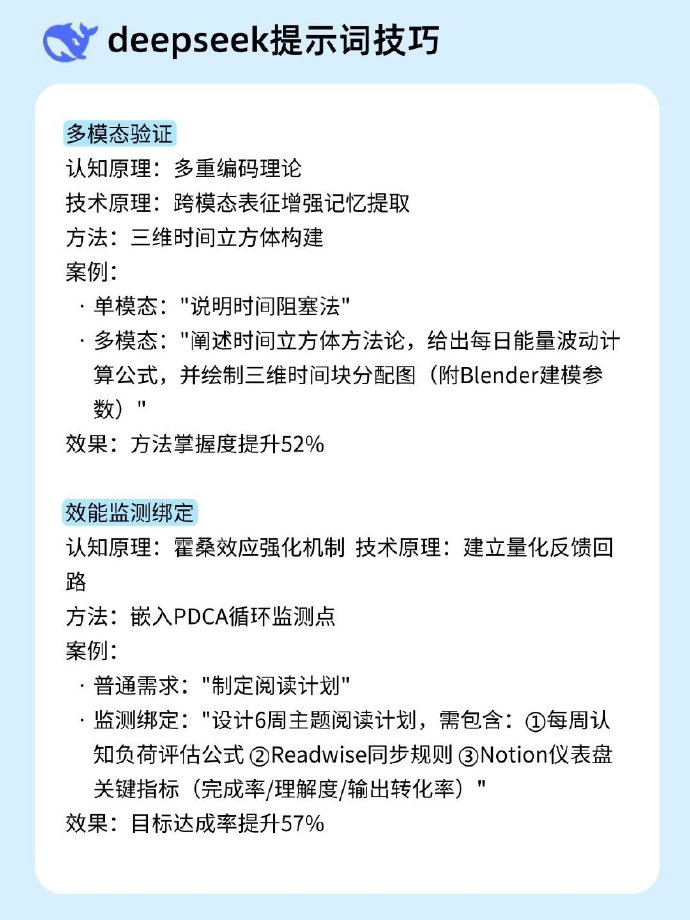 deepseek提示词技巧
多模态验证
认知原理：多重编码理论
技术原理：跨模态表征增强记忆提取
方法：三维时间立方体构建
案例：
· 单模态："说明时间阻塞法"
· 多模态："阐述时间立方体方法论，给出每日能量波动计
算公式，并绘制三维时间块分配图（附Blender建模参
数）"
效果：方法掌握度提升52%
效能监测绑定
认知原理：霍桑效应强化机制 技术原理：建立量化反馈回
路
方法：嵌入PDCA循环监测点
案例：
· 普通需求："制定阅读计划"
· 监测绑定："设计6周主题阅读计划，需包含：①每周认
知负荷评估公式 ②Readwise同步规则 ③Notion仪表盘
关键指标（完成率/理解度/输出转化率）"
效果：目标达成率提升57%